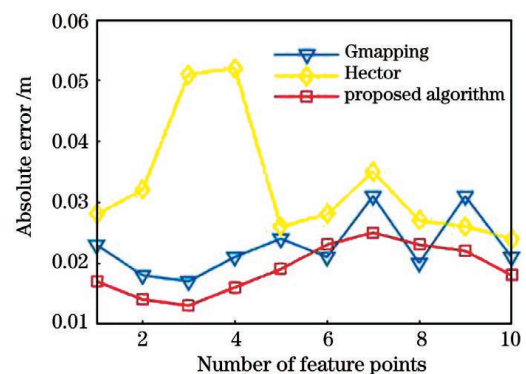 0.06
0.05
0.04
0.03
0.02
0.01
Absolute error /m
Gmapping
Hector
proposed algorithm
2 4 6 8 10
Number of feature points